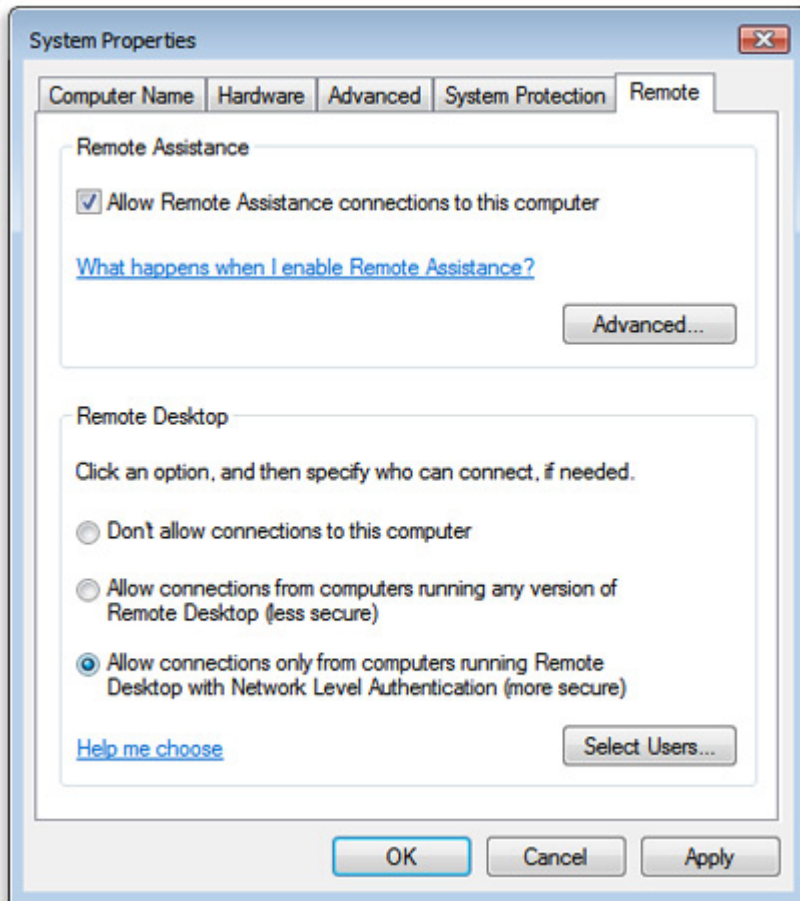 System Properties
Computer Name Hardware Advanced System Protection Remote
Remote Assistance
Allow Remote Assistance connections to this computer
What happens when I enable Remote Assistance?
Advanced...
Remote Desktop
Click an option, and then specify who can connect, if needed.
Don't allow connections to this computer
Allow connections from computers running any version of
Remote Desktop (less secure)
Allow connections only from computers running Remote
Desktop with Network Level Authentication (more secure)
Help me choose
Select Users...
OK Cancel Apply